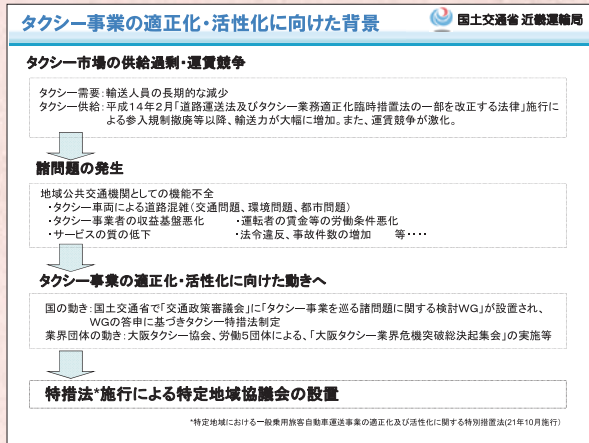 タクシー事業の適正化・活性化に向けた背景
国土交通省 近畿運輸局
タクシー市場の供給過剰・運賃競争
タクシー需要：輸送人員の長期的な減少
タクシー供給：平成１４年２月「道路運送法及びタクシー業務適正化臨時措置法の一部を改正する法律」施行に
よる参入規制撤廃等以降、輸送力が大幅に増加。また、運賃競争が激化。
諸問題の発生
地域公共交通機関としての機能不全
・タクシー車両による道路混雑（交通問題、環境問題、都市問題）
・タクシー事業者の収益基盤悪化　・運転者の賃金等の労働条件悪化
・サービスの質の低下　・法令違反、事故件数の増加　等・・・・
タクシー事業の適正化・活性化に向けた動きへ
国の動き：国土交通省で「交通政策審議会」に「タクシー事業を巡る諸問題に関する検討ＷＧ」が設置され、
ＷＧの答申に基づきタクシー特措法制定
業界団体の動き：大阪タクシー協会、労働５団体による、「大阪タクシー業界危機突破総決起集会」の実施等
特措法*施行による特定地域協議会の設置
*特定地域における一般乗用旅客自動車運送事業の適正化及び活性化に関する特別措置法(21年10月施行)